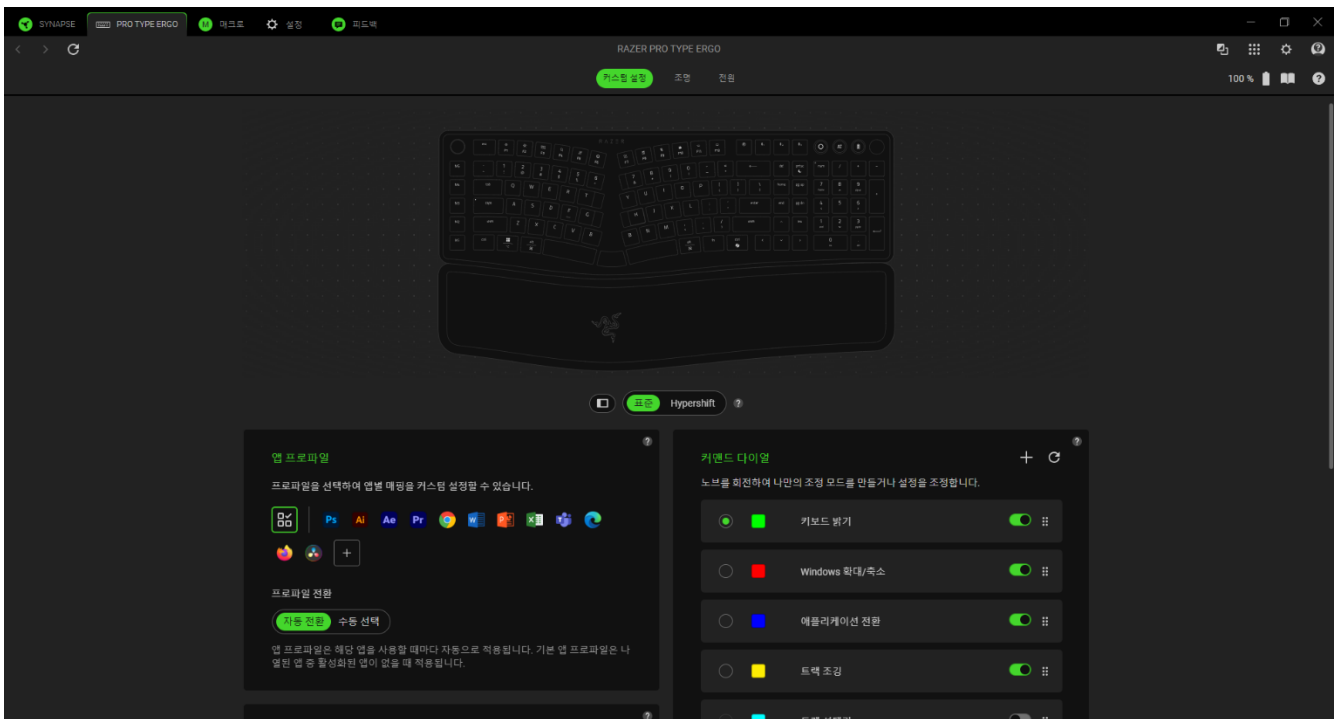 SYNAPSE PRO TYPE ERGO 매크로 설정 피드백
RAZER PRO TYPE ERGO
커스텀 설정 조명 전원 100 %
RAZER
표준 Hypershift
앱 프로파일
프로파일을 선택하여 앱별 매핑을 커스텀 설정할 수 있습니다.
Ps Ai Ae Pr
프로파일 전환
자동 전환 수동 선택
앱 프로파일은 해당 앱을 사용할 때마다 자동으로 적용됩니다. 기본 앱 프로파일은 나
열된 앱 중 활성화된 앱이 없을 때 적용됩니다.
커맨드 다이얼
노브를 회전하여 나만의 조정 모드를 만들거나 설정을 조정합니다.
키보드 밝기
Windows 확대/축소
애플리케이션 전환
트랙 조깅